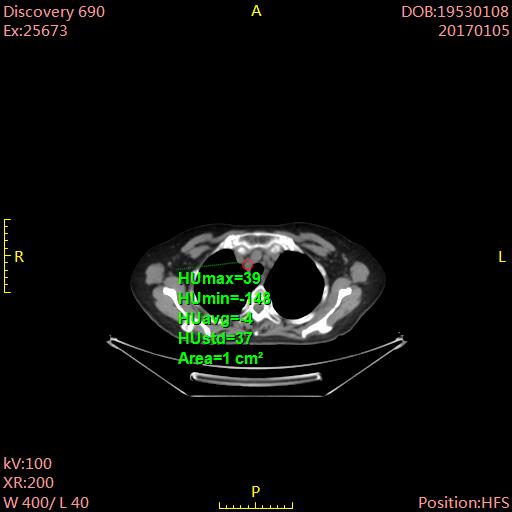 Discovery 690
Ex:25673
A
DOB:19530108
20170105
R
L
HUmax=39
HUmin=-148
HUavg=-4
HUstd=37
Area=1 cm²
kV:100
XR:200
W 400/ L 40
P
Position:HFS